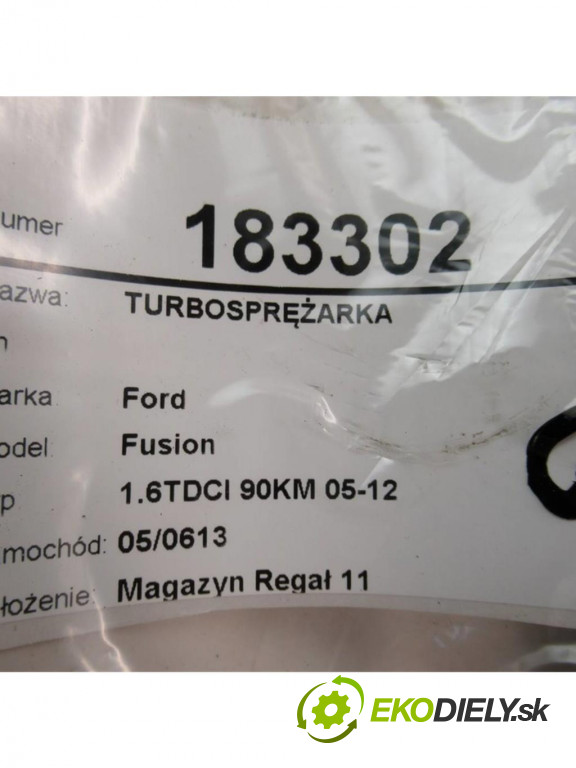 umer 183302
azwa: TURBOSPRĘŻARKA
n
arka Ford
odel: Fusion
p 1.6TDCI 90KM 05-12
mochód: 05/0613
łożenie: Magazyn Regał 11
EKODIELY.sk